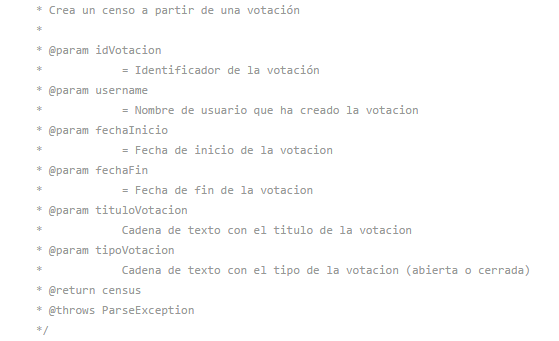 * Crea un censo a partir de una votación
*
* @param idVotacion
* = Identificador de la votación
* @param username
* = Nombre de usuario que ha creado la votacion
* @param fechaInicio
* = Fecha de inicio de la votacion
* @param fechaFin
* = Fecha de fin de la votacion
* @param tituloVotacion
* Cadena de texto con el titulo de la votacion
* @param tipoVotacion
* Cadena de texto con el tipo de la votacion (abierta o cerrada)
* @return census
* @throws ParseException
*/